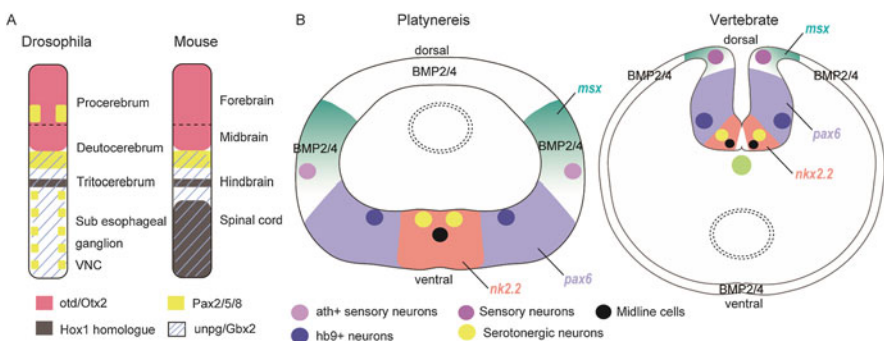 A
Drosophila
Mouse
Procerebrum
Deutocerebrum
Tritocerebrum
Sub esophageal
ganglion
VNC
Forebrain
Midbrain
Hindbrain
Spinal cord
otd/Otx2
Pax2/5/8
Hox1 homologue
unpg/Gbx2
B
Platynereis
dorsal
BMP2/4
msx
BMP2/4
BMP2/4
ventral
nk2.2
pax6
Vertebrate
dorsal
msx
BMP2/4
BMP2/4
pax6
nkx2.2
BMP2/4
ventral
ath+ sensory neurons
Sensory neurons
Midline cells
hb9+ neurons
Serotonergic neurons